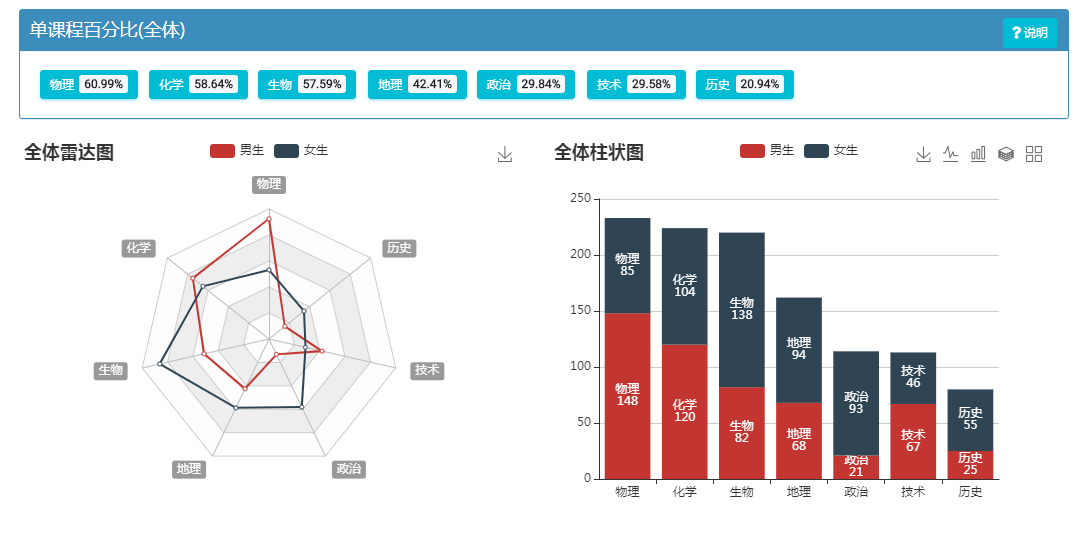 单课程百分比(全体)
说明
物理 60.99% 化学 58.64% 生物 57.59% 地理 42.41% 政治 29.84% 技术 29.58% 历史 20.94%
全体雷达图
男生 女生
物理
化学
历史
生物
技术
地理
政治
全体柱状图
男生 女生
250
200
150
100
50
0
物理
85
化学
104
生物
138
地理
94
政治
93
技术
46
历史
55
物理
148
化学
120
生物
82
地理
68
政治
21
技术
67
历史
25
物理 化学 生物 地理 政治 技术 历史